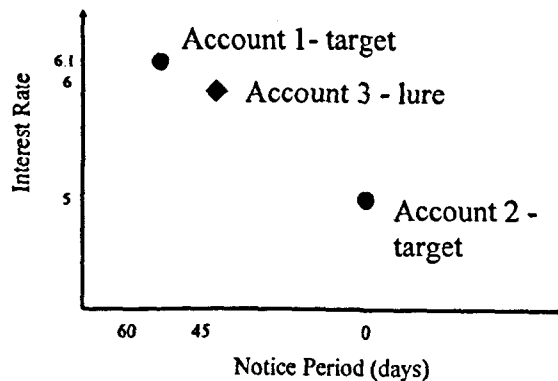 Account 1- target
6.1
6
Account 3 - lure
Interest Rate
5
Account 2 -
target
60 45 0
Notice Period (days)